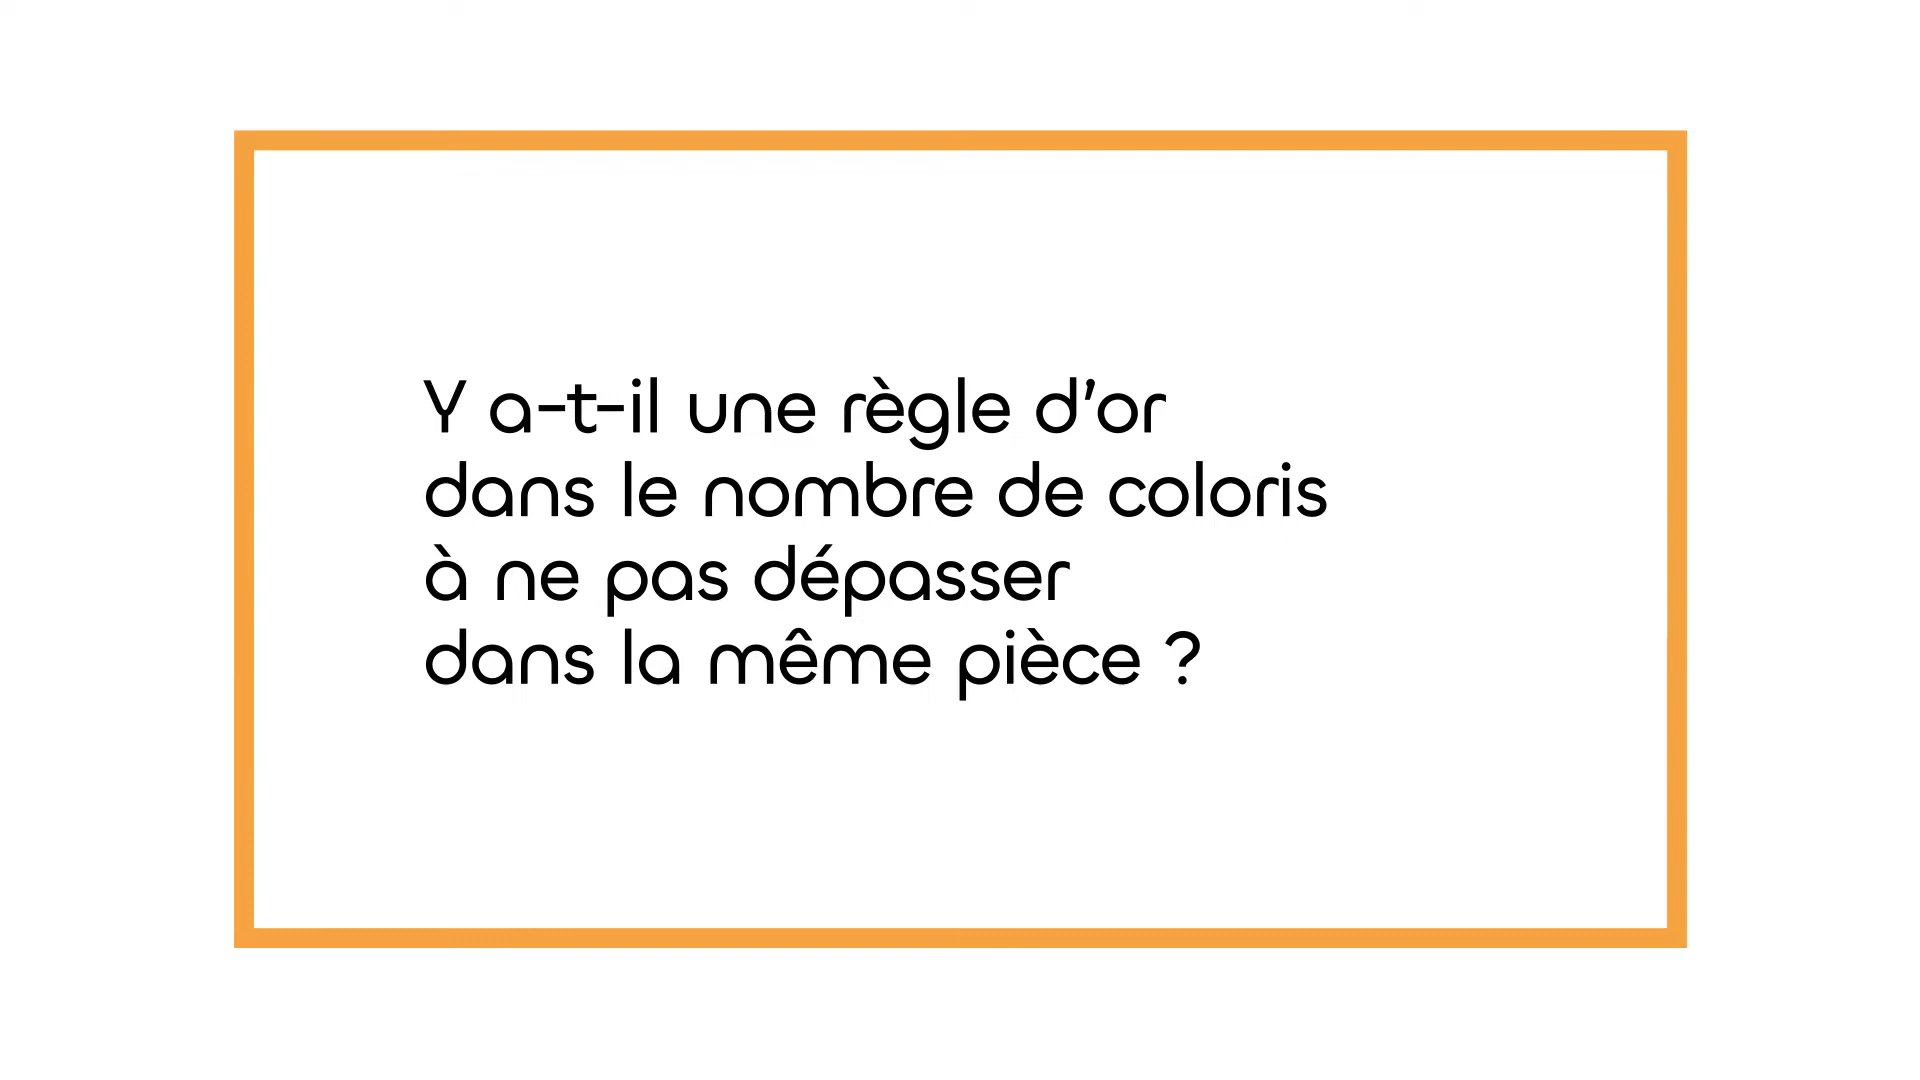 Y a-t-il une règle d’or
dans le nombre de coloris
à ne pas dépasser
dans la même pièce ?